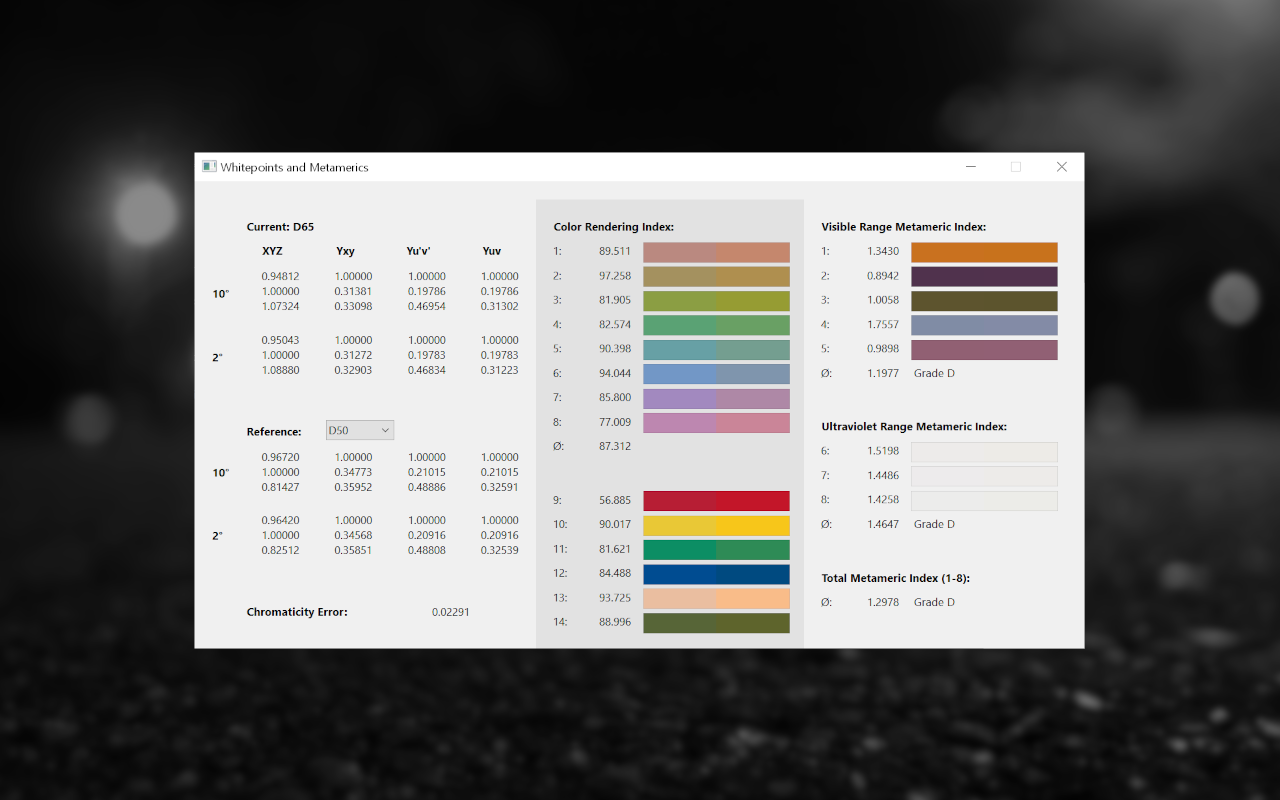 Whitepoints and Metamerics
Current: D65
XYZ Yxy Yu'v' Yuv
0.94812 1.00000 1.00000 1.00000
10° 1.00000 0.31381 0.19786 0.19786
1.07324 0.33098 0.46954 0.31302
0.95043 1.00000 1.00000 1.00000
2° 1.00000 0.31272 0.19783 0.19783
1.08880 0.32903 0.46834 0.31223
Reference: D50
0.96720 1.00000 1.00000 1.00000
10° 1.00000 0.34773 0.21015 0.21015
0.81427 0.35952 0.48886 0.32591
0.96420 1.00000 1.00000 1.00000
2° 1.00000 0.34568 0.20916 0.20916
0.82512 0.35851 0.48808 0.32539
Chromaticity Error: 0.02291
Color Rendering Index:
1: 89.511
2: 97.258
3: 81.905
4: 82.574
5: 90.398
6: 94.044
7: 85.800
8: 77.009
Ø: 87.312
9: 56.885
10: 90.017
11: 81.621
12: 84.488
13: 93.725
14: 88.996
Visible Range Metameric Index:
1: 1.3430
2: 0.8942
3: 1.0058
4: 1.7557
5: 0.9898
Ø: 1.1977 Grade D
Ultraviolet Range Metameric Index:
6: 1.5198
7: 1.4486
8: 1.4258
Ø: 1.4647 Grade D
Total Metameric Index (1-8):
Ø: 1.2978 Grade D